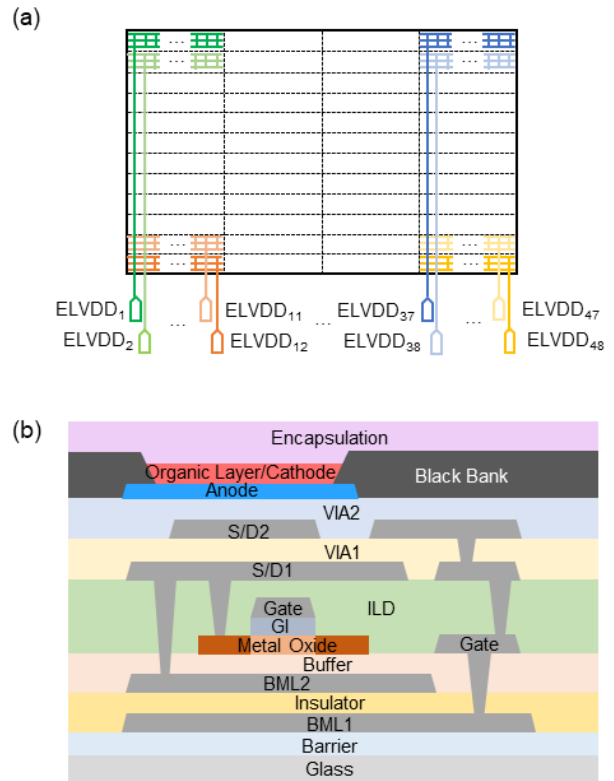 (a)
... ...
... ...
... ...
... ...
ELVDD1 ... ELVDD11 ... ELVDD37 ... ELVDD47
ELVDD2 ELVDD12 ELVDD38 ELVDD48
(b)
Encapsulation
Organic Layer/Cathode
Black Bank
Anode
VIA2
S/D2
VIA1
S/D1
Gate
ILD
GI
Metal Oxide
Gate
Buffer
BML2
Insulator
BML1
Barrier
Glass